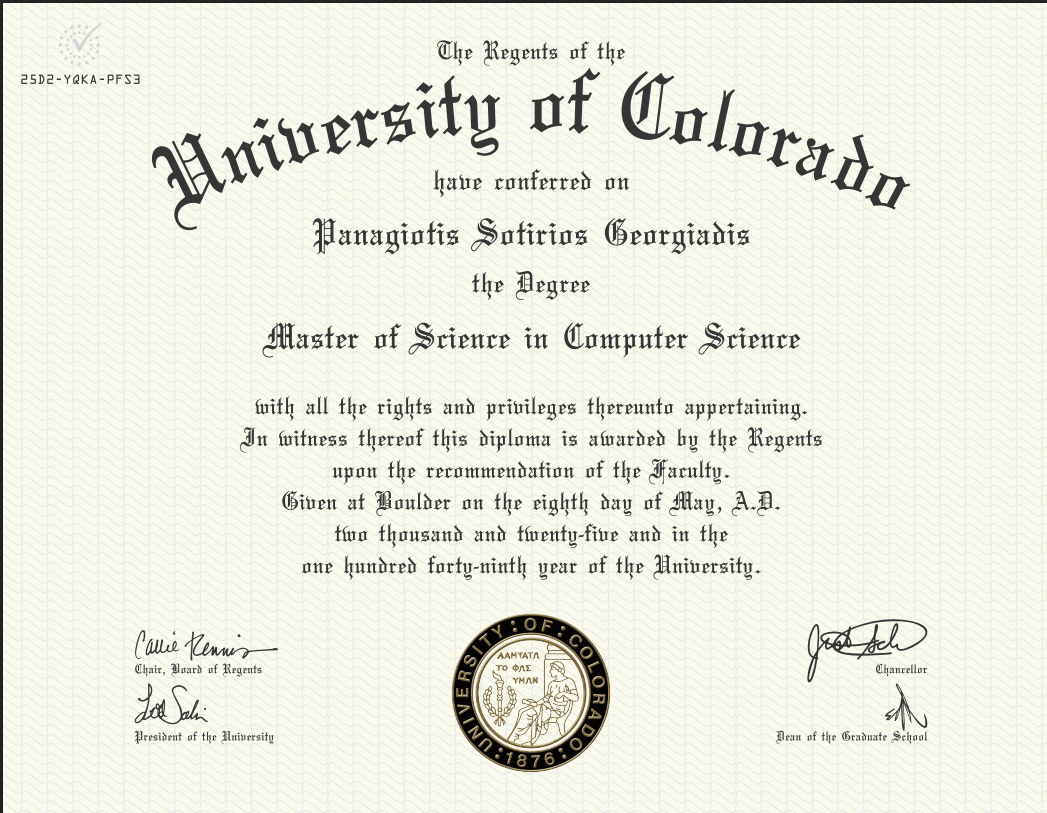 25D2-YQKA-PFS3
The Regents of the
University of Colorado
have conferred on
Panagiotis Sotirios Georgiadis
the Degree
Master of Science in Computer Science
with all the rights and privileges thereunto appertaining.
In witness thereof this diploma is awarded by the Regents
upon the recommendation of the Faculty.
Given at Boulder on the eighth day of May, A.D.
two thousand and twenty-five and in the
one hundred forty-ninth year of the University.
Callie Rennis
Chair, Board of Regents
President of the University
UNIVERSITY:OF:COLORADO
:1876:
ΛΑΜΨΑΤΩ
ΤΟ ΦΩΣ
ΥΜΩΝ
Chancellor
Dean of the Graduate School